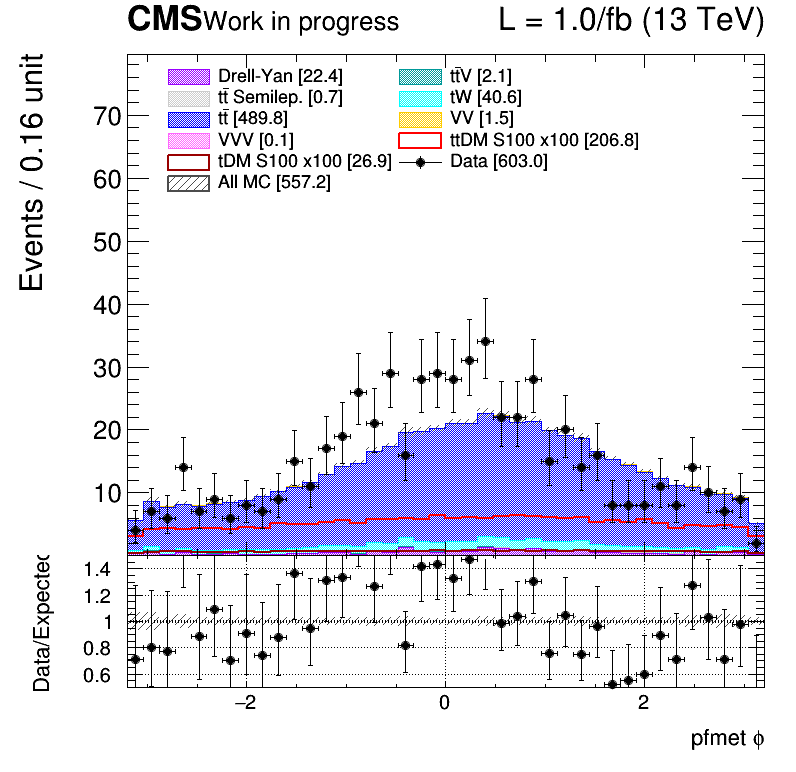 CMS Work in progress L = 1.0/fb (13 TeV)
Events / 0.16 unit
Drell-Yan [22.4] tt̄V [2.1]
tt̄ Semilep. [0.7] tW [40.6]
tt̄ [489.8] VV [1.5]
VVV [0.1] ttDM S100 x100 [206.8]
tDM S100 x100 [26.9] Data [603.0]
All MC [557.2]
70
60
50
40
30
20
10
Data/Expected
1.4
1.2
1
0.8
0.6
−2 0 2
pfmet ϕ